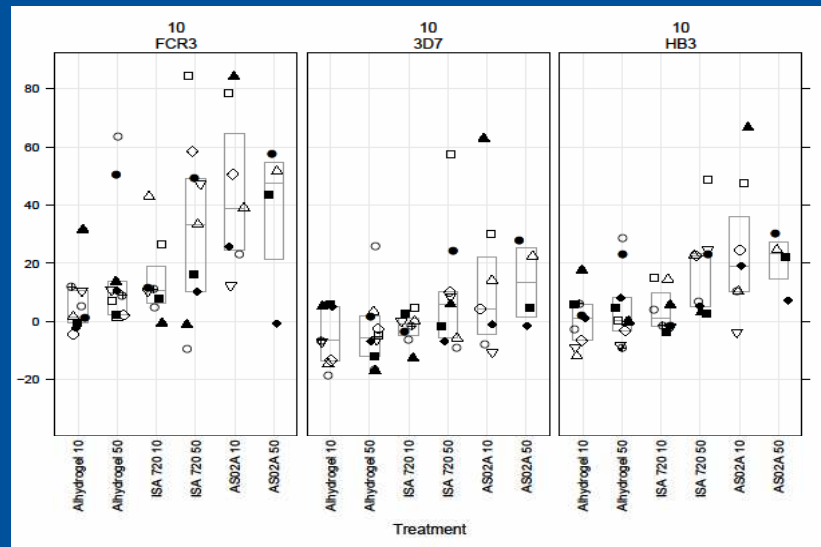 10 10 10
FCR3 3D7 HB3
80
60
40
20
0
−20
Alhydrogel 10
Alhydrogel 50
ISA 720 10
ISA 720 50
AS02A 10
AS02A 50
Alhydrogel 10
Alhydrogel 50
ISA 720 10
ISA 720 50
AS02A 10
AS02A 50
Alhydrogel 10
Alhydrogel 50
ISA 720 10
ISA 720 50
AS02A 10
AS02A 50
Treatment